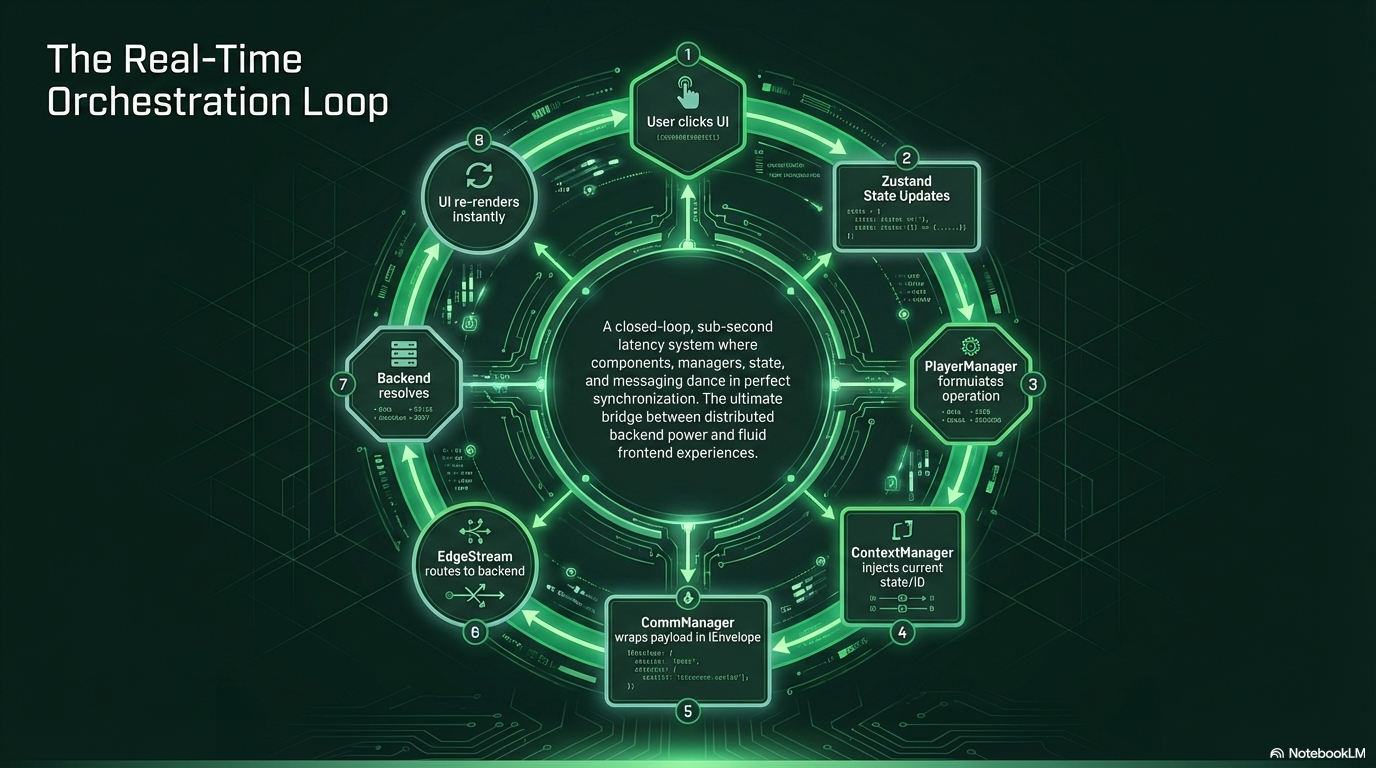 The Real-Time
Orchestration Loop
1
User clicks UI
2
Zustand
State Updates
3
PlayerManager
formuiates
operation
4
ContextManager
injects current
state/ID
5
CommManager
wraps payload in IEnvelope
6
EdgeStream
routes to backend
7
Backend
resolves
8
UI re-renders
Instantly
A closed-loop, sub-second
latency system where
components, managers, state,
and messaging dance in perfect
synchronization. The ultimate
bridge between distributed
backend power and fluid
frontend experiences.
NotebookLM